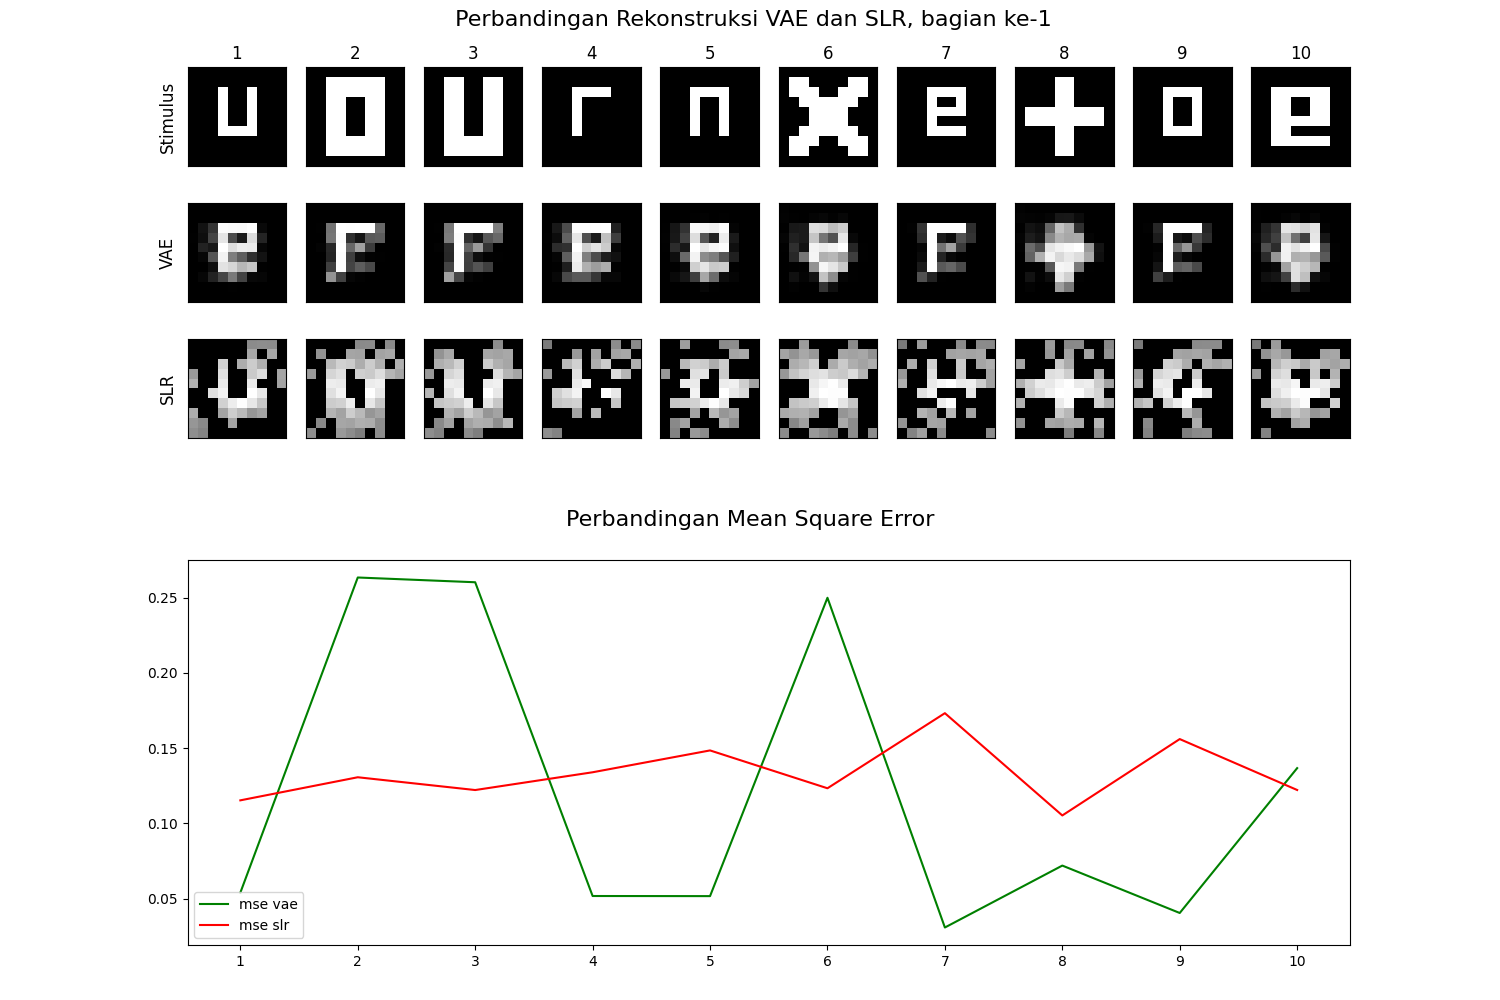 Perbandingan Rekonstruksi VAE dan SLR, bagian ke-1
1 2 3 4 5 6 7 8 9 10
Stimulus
u O U r n X e + o e
VAE
SLR
Perbandingan Mean Square Error
0.25
0.20
0.15
0.10
0.05
mse vae
mse slr
1 2 3 4 5 6 7 8 9 10